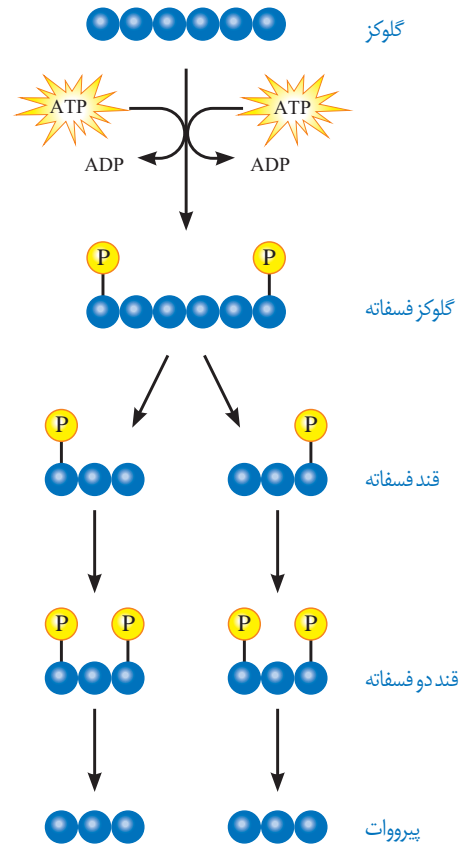 گلوکز
ATP ATP
ADP ADP
P P
گلوکز فسفاته
P P
قند فسفاته
P P P P
قند دو فسفاته
پیرووات